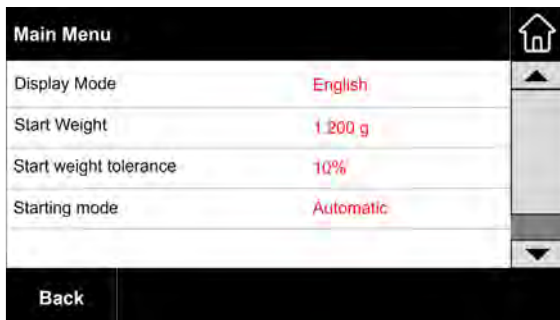 Main Menu
Display Mode English
Start Weight 1.200 g
Start weight tolerance 10%
Starting mode Automatic
Back